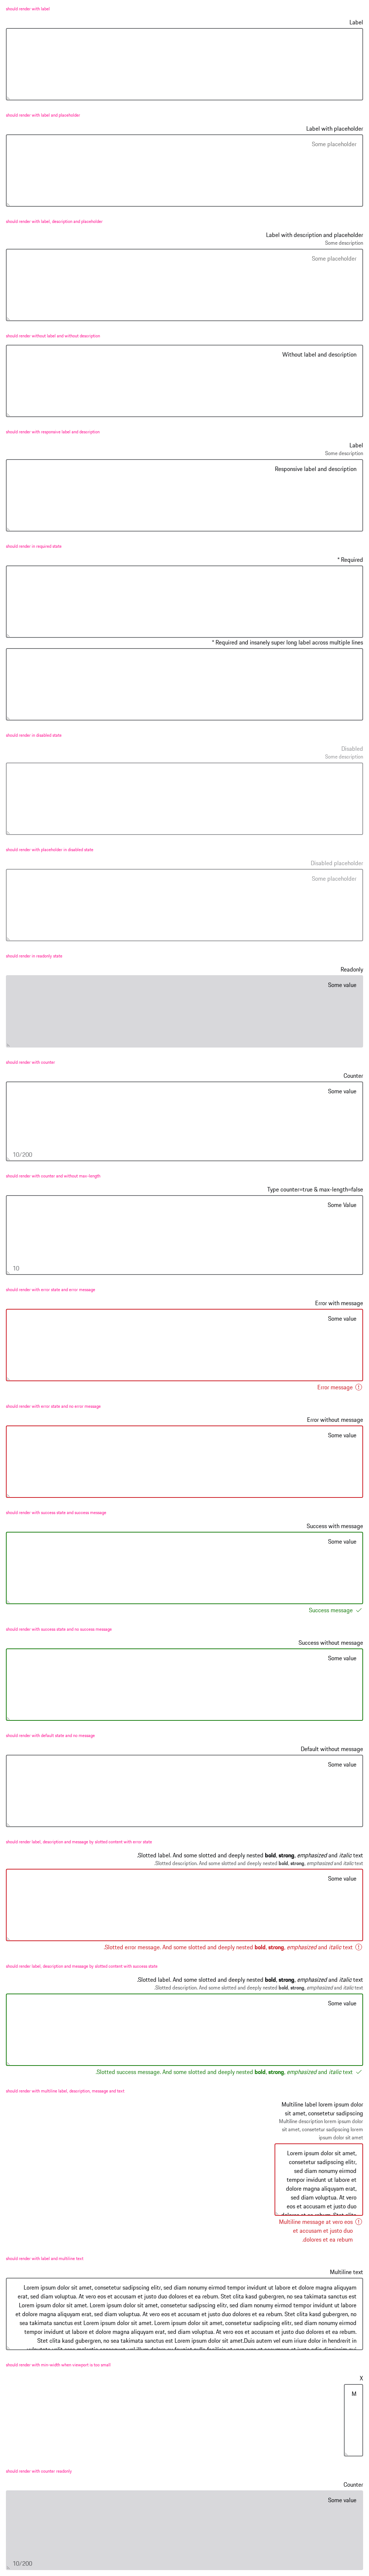 should render with label
Label
should render with label and placeholder
Label with placeholder
Some placeholder
should render with label, description and placeholder
Label with description and placeholder
Some description
Some placeholder
should render without label and without description
Without label and description
should render with responsive label and description
Label
Some description
Responsive label and description
should render in required state
* Required
* Required and insanely super long label across multiple lines
should render in disabled state
Disabled
Some description
should render with placeholder in disabled state
Disabled placeholder
Some placeholder
should render in readonly state
Readonly
Some value
should render with counter
Counter
Some value
10/200
should render with counter and without max-length
Type counter=true & max-length=false
Some Value
10
should render with error state and error message
Error with message
Some value
Error message
should render with error state and no error message
Error without message
Some value
should render with success state and success message
Success with message
Some value
Success message
should render with success state and no success message
Success without message
Some value
should render with default state and no message
Default without message
Some value
should render label, description and message by slotted content with error state
.Slotted label. And some slotted and deeply nested bold, strong, emphasized and italic text
.Slotted description. And some slotted and deeply nested bold, strong, emphasized and italic text
Some value
.Slotted error message. And some slotted and deeply nested bold, strong, emphasized and italic text
should render label, description and message by slotted content with success state
.Slotted label. And some slotted and deeply nested bold, strong, emphasized and italic text
.Slotted description. And some slotted and deeply nested bold, strong, emphasized and italic text
Some value
.Slotted success message. And some slotted and deeply nested bold, strong, emphasized and italic text
should render with multiline label, description, message and text
Multiline label lorem ipsum dolor
sit amet, consetetur sadipscing
Multiline description lorem ipsum dolor
sit amet, consetetur sadipscing lorem
ipsum dolor sit amet
Lorem ipsum dolor sit amet,
consetetur sadipscing elitr,
sed diam nonumy eirmod
tempor invidunt ut labore et
dolore magna aliquyam erat,
sed diam voluptua. At vero
eos et accusam et justo duo
dolores et ea rebum. Stet clita
Multiline message at vero eos
et accusam et justo duo
.dolores et ea rebum
should render with label and multiline text
Multiline text
Lorem ipsum dolor sit amet, consetetur sadipscing elitr, sed diam nonumy eirmod tempor invidunt ut labore et dolore magna aliquyam
erat, sed diam voluptua. At vero eos et accusam et justo duo dolores et ea rebum. Stet clita kasd gubergren, no sea takimata sanctus est
Lorem ipsum dolor sit amet. Lorem ipsum dolor sit amet, consetetur sadipscing elitr, sed diam nonumy eirmod tempor invidunt ut labore
et dolore magna aliquyam erat, sed diam voluptua. At vero eos et accusam et justo duo dolores et ea rebum. Stet clita kasd gubergren, no
sea takimata sanctus est Lorem ipsum dolor sit amet. Lorem ipsum dolor sit amet, consetetur sadipscing elitr, sed diam nonumy eirmod
tempor invidunt ut labore et dolore magna aliquyam erat, sed diam voluptua. At vero eos et accusam et justo duo dolores et ea rebum.
Stet clita kasd gubergren, no sea takimata sanctus est Lorem ipsum dolor sit amet.Duis autem vel eum iriure dolor in hendrerit in
should render with min-width when viewport is too small
X
M
should render with counter readonly
Counter
Some value
10/200